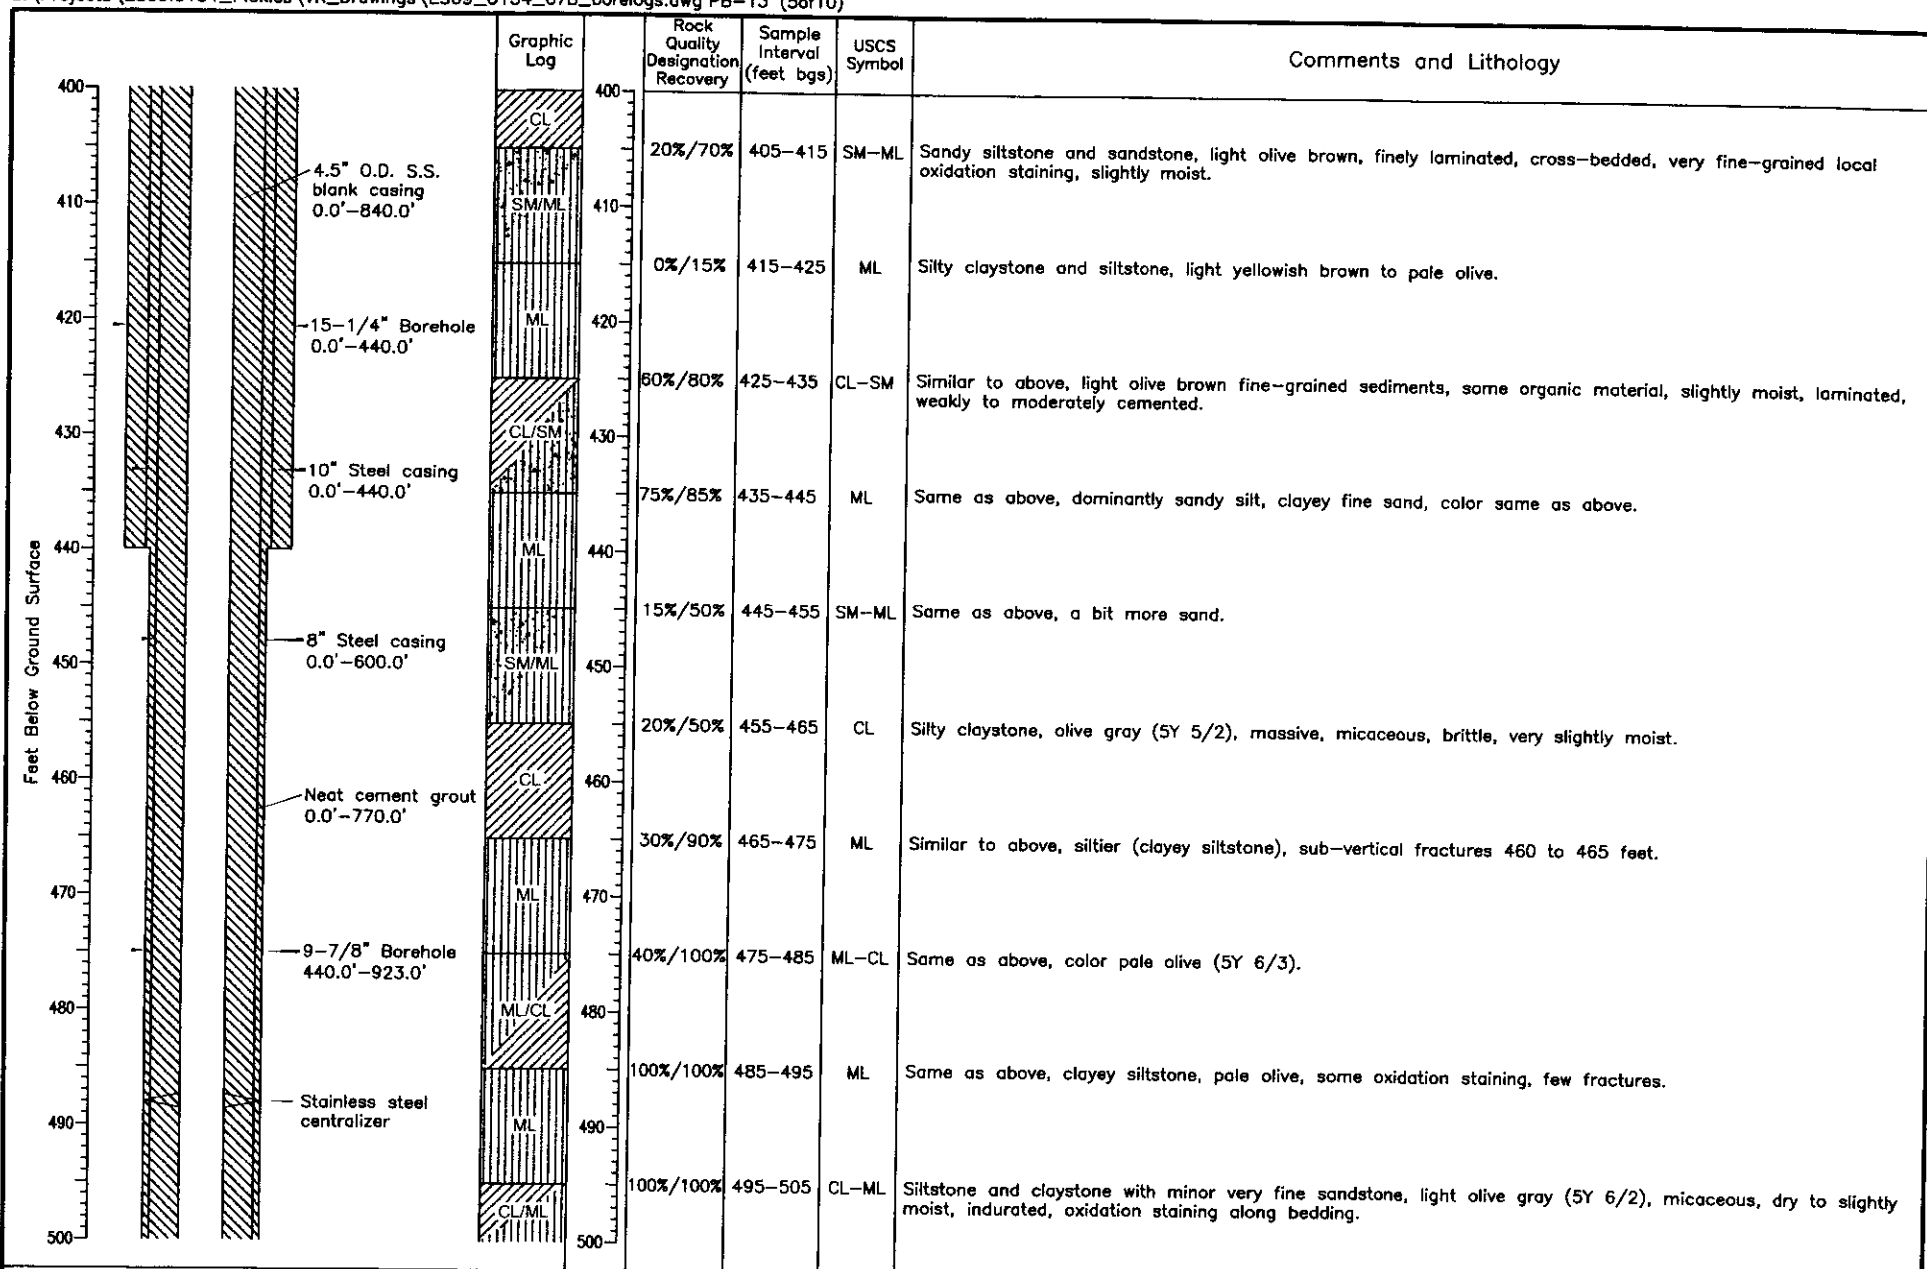 PB-13 (5of10)
Graphic
Log
Rock
Quality
Designation
Recovery
Sample
Interval
(feet bgs)
USCS
Symbol
Comments and Lithology
Feet Below Ground Surface
400
410
420
430
440
450
460
470
480
490
500
4.5" O.D. S.S.
blank casing
0.0'-840.0'
15-1/4" Borehole
0.0'-440.0'
10" Steel casing
0.0'-440.0'
8" Steel casing
0.0'-600.0'
Neat cement grout
0.0'-770.0'
9-7/8" Borehole
440.0'-923.0'
Stainless steel
centralizer
CL
SM/ML
ML
CL/SM
ML
SM/ML
CL
ML
ML/CL
ML
CL/ML
400
410
420
430
440
450
460
470
480
490
500
20%/70% 405-415 SM-ML Sandy siltstone and sandstone, light olive brown, finely laminated, cross-bedded, very fine-grained local
oxidation staining, slightly moist.
0%/15% 415-425 ML Silty claystone and siltstone, light yellowish brown to pale olive.
60%/80% 425-435 CL-SM Similar to above, light olive brown fine-grained sediments, some organic material, slightly moist, laminated,
weakly to moderately cemented.
75%/85% 435-445 ML Same as above, dominantly sandy silt, clayey fine sand, color same as above.
15%/50% 445-455 SM-ML Same as above, a bit more sand.
20%/50% 455-465 CL Silty claystone, olive gray (5Y 5/2), massive, micaceous, brittle, very slightly moist.
30%/90% 465-475 ML Similar to above, siltier (clayey siltstone), sub-vertical fractures 460 to 465 feet.
40%/100% 475-485 ML-CL Same as above, color pale olive (5Y 6/3).
100%/100% 485-495 ML Same as above, clayey siltstone, pale olive, some oxidation staining, few fractures.
100%/100% 495-505 CL-ML Siltstone and claystone with minor very fine sandstone, light olive gray (5Y 6/2), micaceous, dry to slightly
moist, indurated, oxidation staining along bedding.